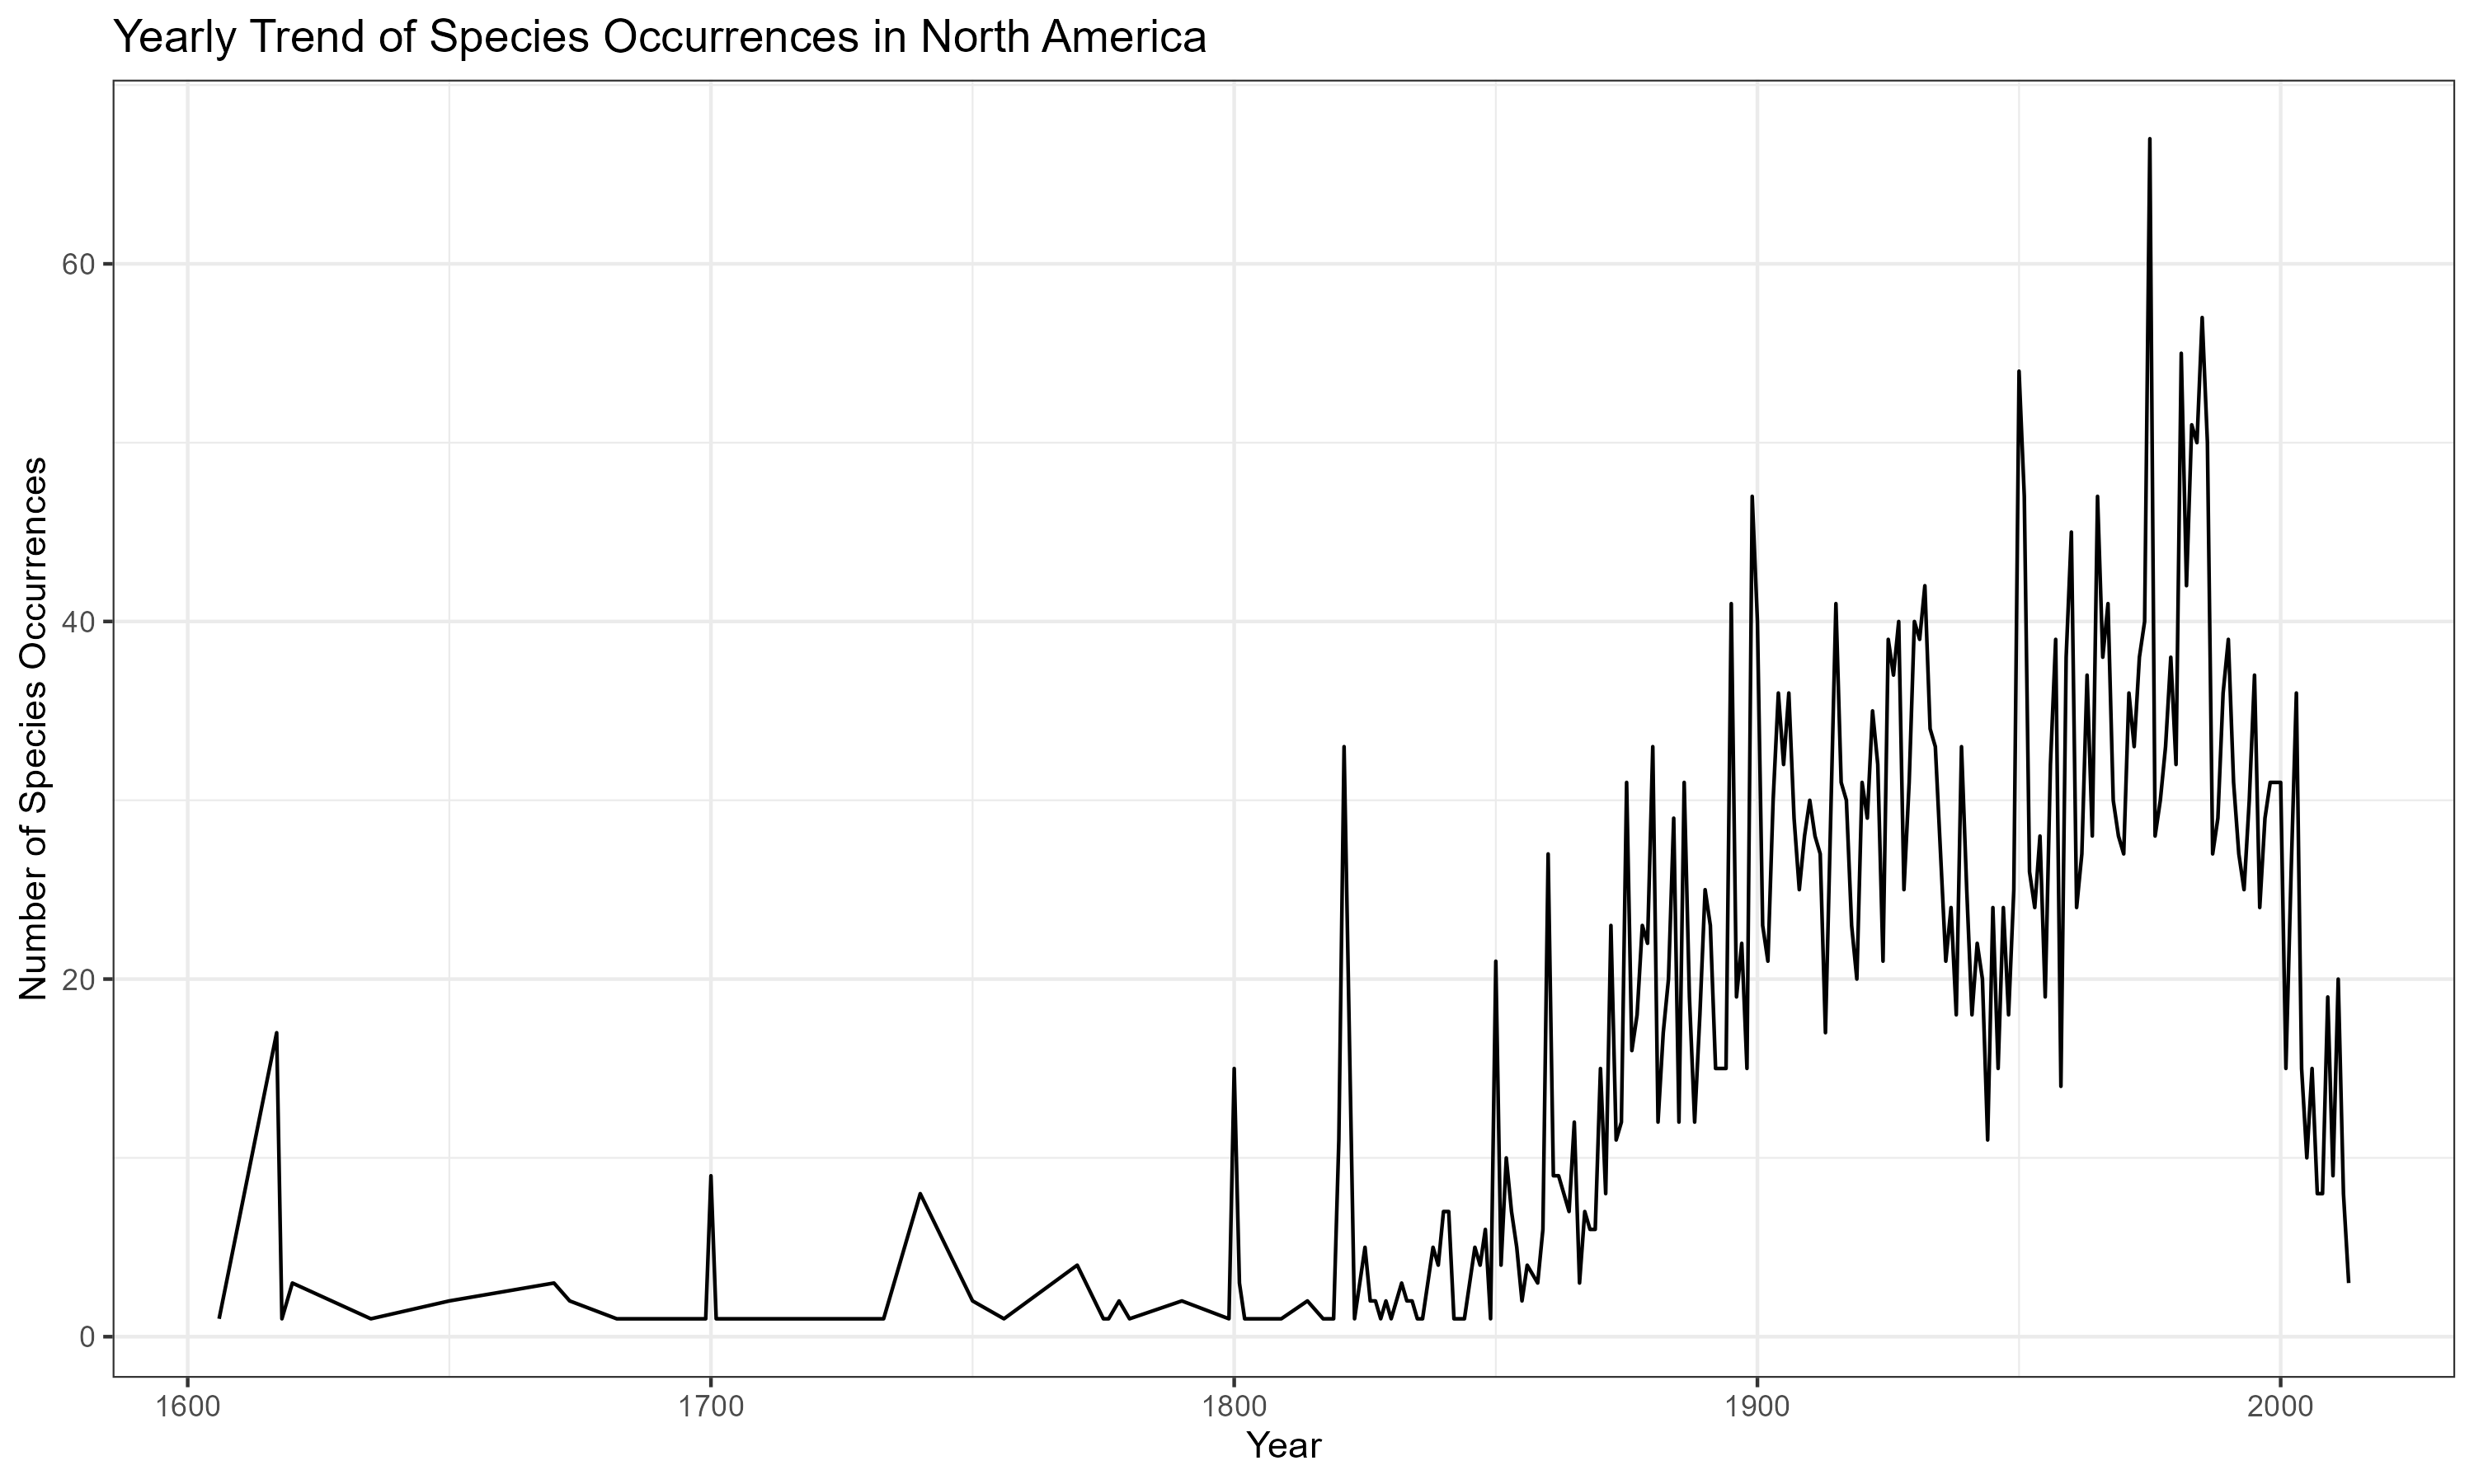 Yearly Trend of Species Occurrences in North America
Number of Species Occurrences
60
40
20
0
1600 1700 1800 1900 2000
Year